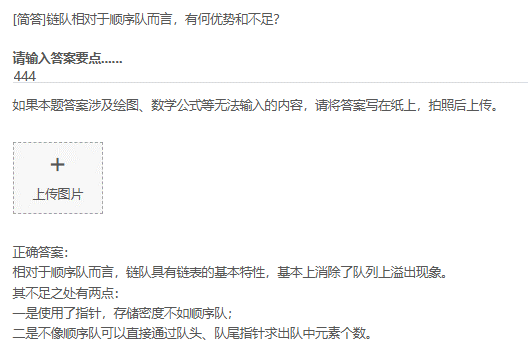 [简答]链队相对于顺序队而言，有何优势和不足?
请输入答案要点......
444
如果本题答案涉及绘图、数学公式等无法输入的内容，请将答案写在纸上，拍照后上传。
+
上传图片
正确答案：
相对于顺序队而言，链队具有链表的基本特性，基本上消除了队列上溢出现象。
其不足之处有两点：
一是使用了指针，存储密度不如顺序队；
二是不像顺序队可以直接通过队头、队尾指针求出队中元素个数。